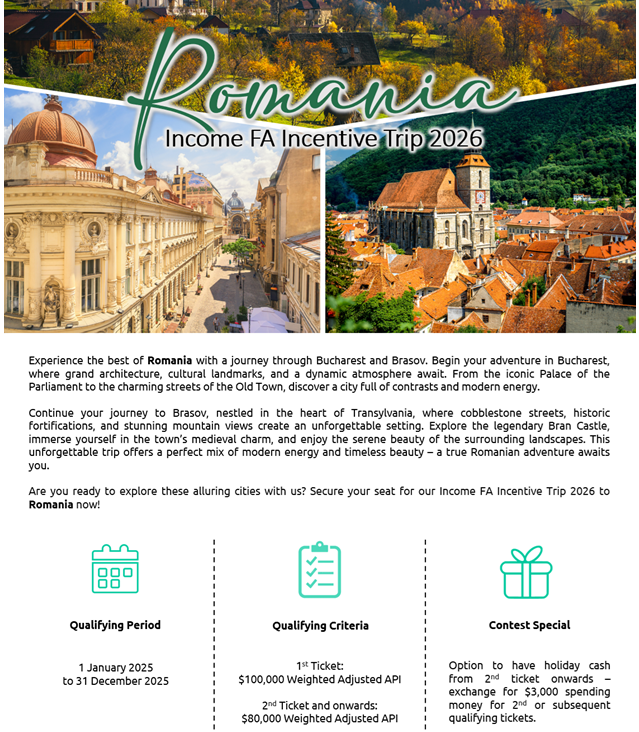 Romania
Income FA Incentive Trip 2026
Experience the best of Romania with a journey through Bucharest and Brasov. Begin your adventure in Bucharest,
where grand architecture, cultural landmarks, and a dynamic atmosphere await. From the iconic Palace of the
Parliament to the charming streets of the Old Town, discover a city full of contrasts and modern energy.
Continue your journey to Brasov, nestled in the heart of Transylvania, where cobblestone streets, historic
fortifications, and stunning mountain views create an unforgettable setting. Explore the legendary Bran Castle,
immerse yourself in the town's medieval charm, and enjoy the serene beauty of the surrounding landscapes. This
unforgettable trip offers a perfect mix of modern energy and timeless beauty – a true Romanian adventure awaits
you.
Are you ready to explore these alluring cities with us? Secure your seat for our Income FA Incentive Trip 2026 to
Romania now!
Qualifying Period
1 January 2025
to 31 December 2025
Qualifying Criteria
1st Ticket:
$100,000 Weighted Adjusted API
2nd Ticket and onwards:
$80,000 Weighted Adjusted API
Contest Special
Option to have holiday cash
from 2nd ticket onwards –
exchange for $3,000 spending
money for 2nd or subsequent
qualifying tickets.